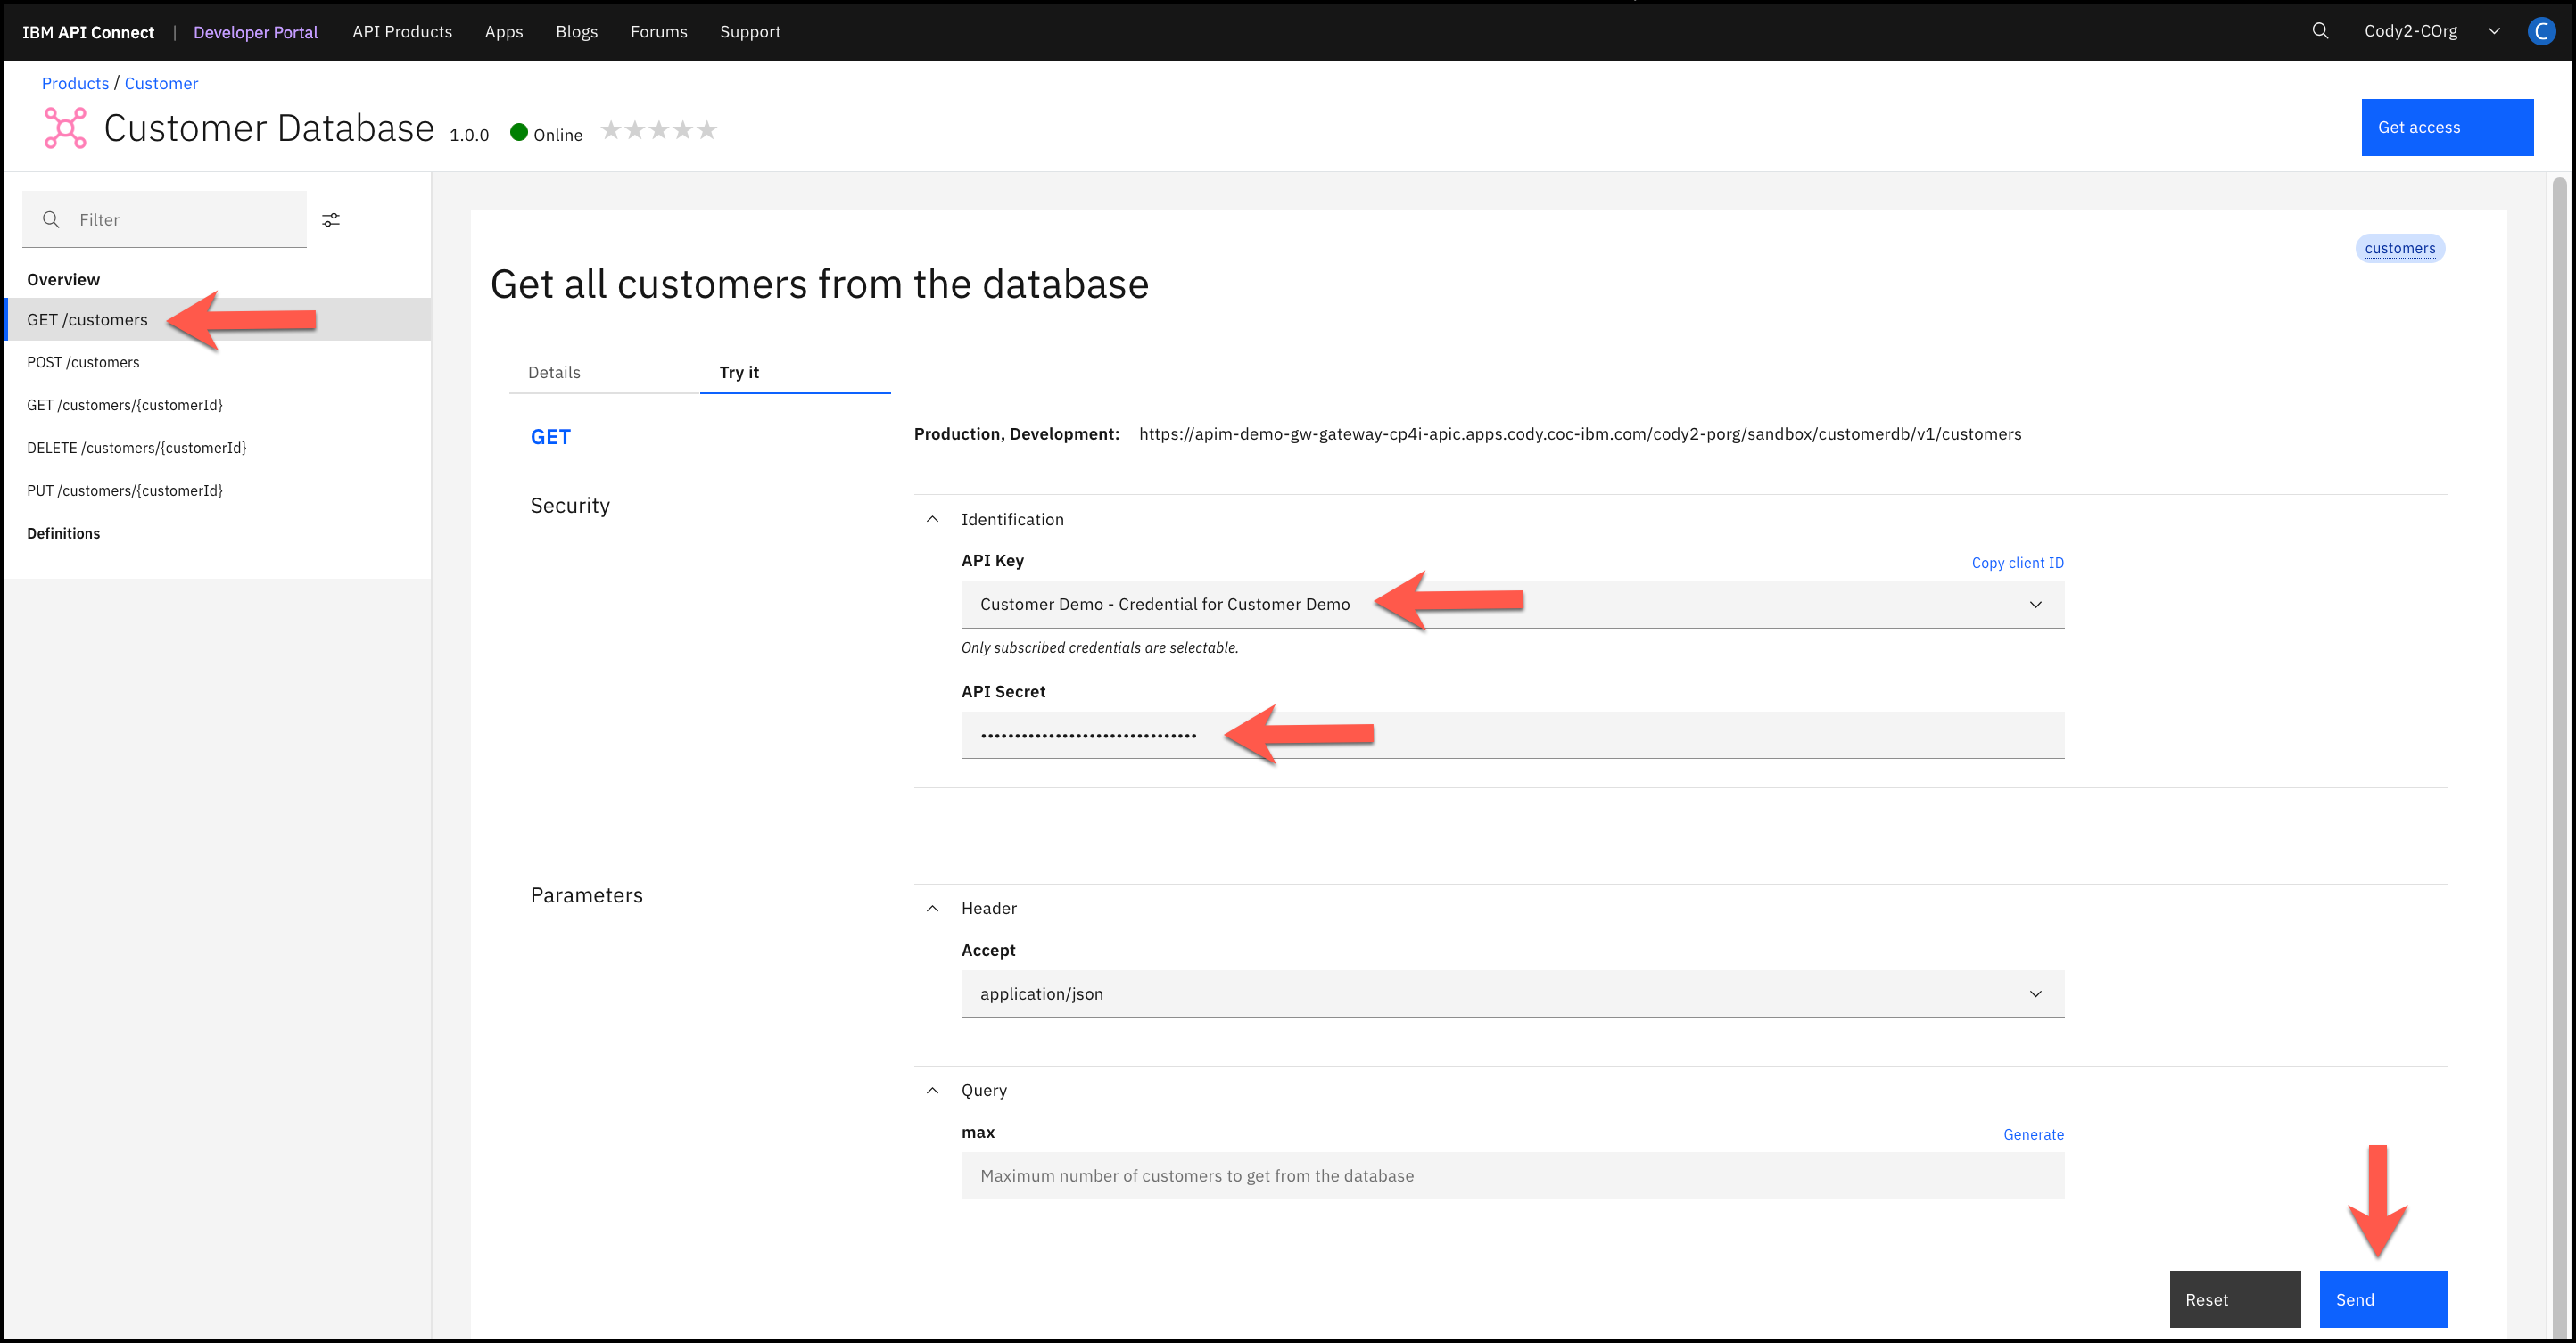 IBM API Connect | Developer Portal API Products Apps Blogs Forums Support Cody2-COrg C
Products / Customer
Customer Database 1.0.0 Online
Get access
Filter
Overview
GET /customers
POST /customers
GET /customers/{customerId}
DELETE /customers/{customerId}
PUT /customers/{customerId}
Definitions
customers
Get all customers from the database
Details Try it
GET Production, Development: https://apim-demo-gw-gateway-cp4i-apic.apps.cody.coc-ibm.com/cody2-porg/sandbox/customerdb/v1/customers
Security
Identification
API Key Copy client ID
Customer Demo - Credential for Customer Demo
Only subscribed credentials are selectable.
API Secret
••••••••••••••••••••••••••••••••
Parameters
Header
Accept
application/json
Query
max Generate
Maximum number of customers to get from the database
Reset Send